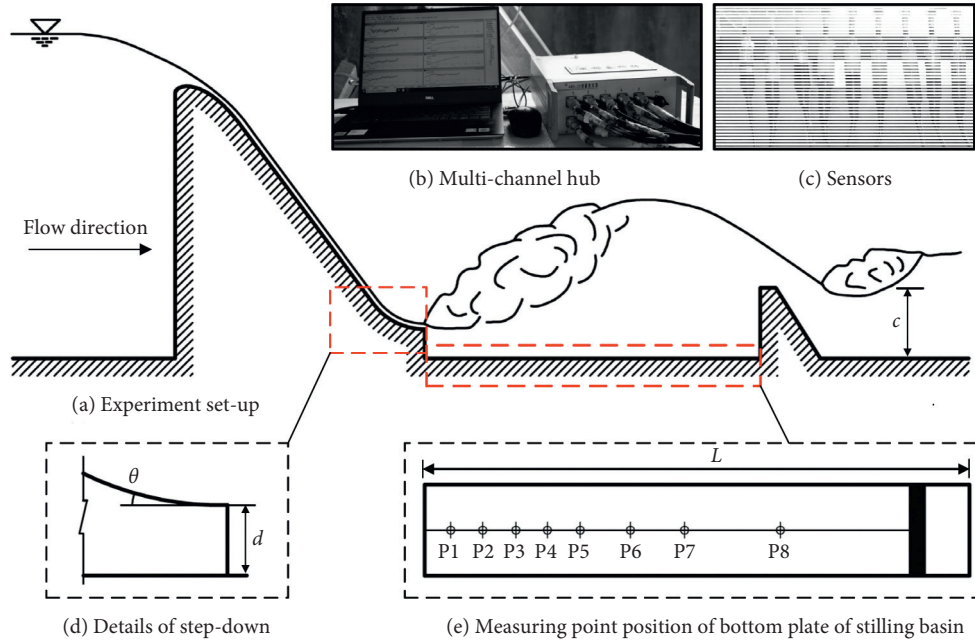 (b) Multi-channel hub
(c) Sensors
Flow direction
c
(a) Experiment set-up
θ
d
(d) Details of step-down
L
P1 P2 P3 P4 P5 P6 P7 P8
(e) Measuring point position of bottom plate of stilling basin